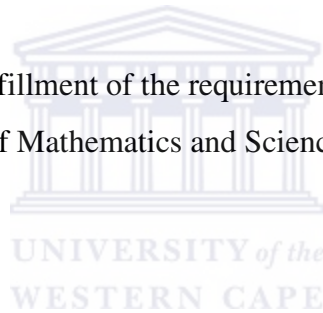 fillment of the requiremen
f Mathematics and Scienc
UNIVERSITY of the
WESTERN CAPE